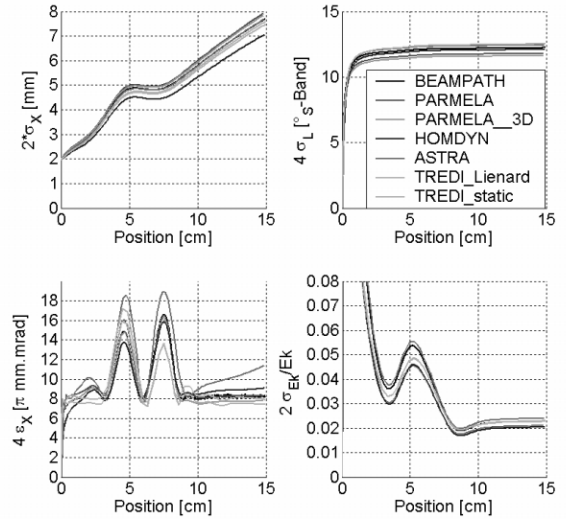 8
7
6
5
4
3
2
1
0
0 5 10 15
Position [cm]
2*σX [mm]
15
10
5
0
0 5 10 15
Position [cm]
4 σL [°S-Band]
BEAMPATH
PARMELA
PARMELA__3D
HOMDYN
ASTRA
TREDI_Lienard
TREDI_static
18
16
14
12
10
8
6
4
2
0
0 5 10 15
Position [cm]
4 εX [π mm.mrad]
0.08
0.07
0.06
0.05
0.04
0.03
0.02
0.01
0
0 5 10 15
Position [cm]
2 σEk/Ek